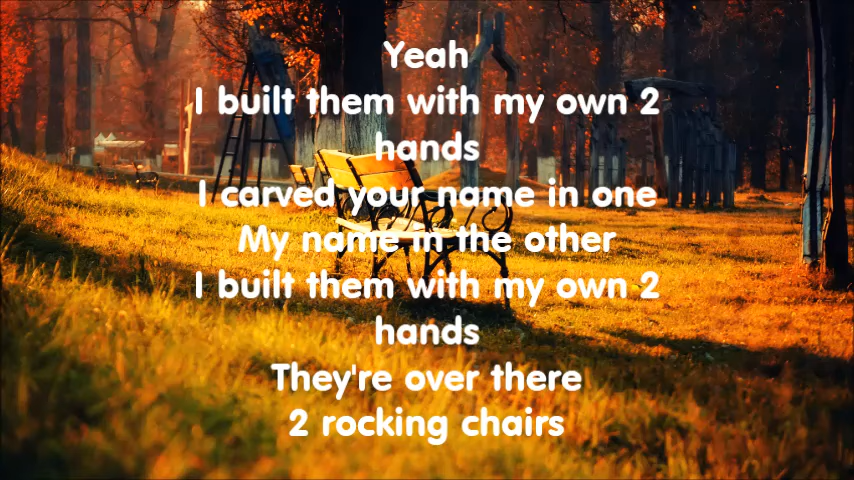 Yeah
I built them with my own 2
hands
I carved your name in one
My name in the other
I built them with my own 2
hands
They're over there
2 rocking chairs